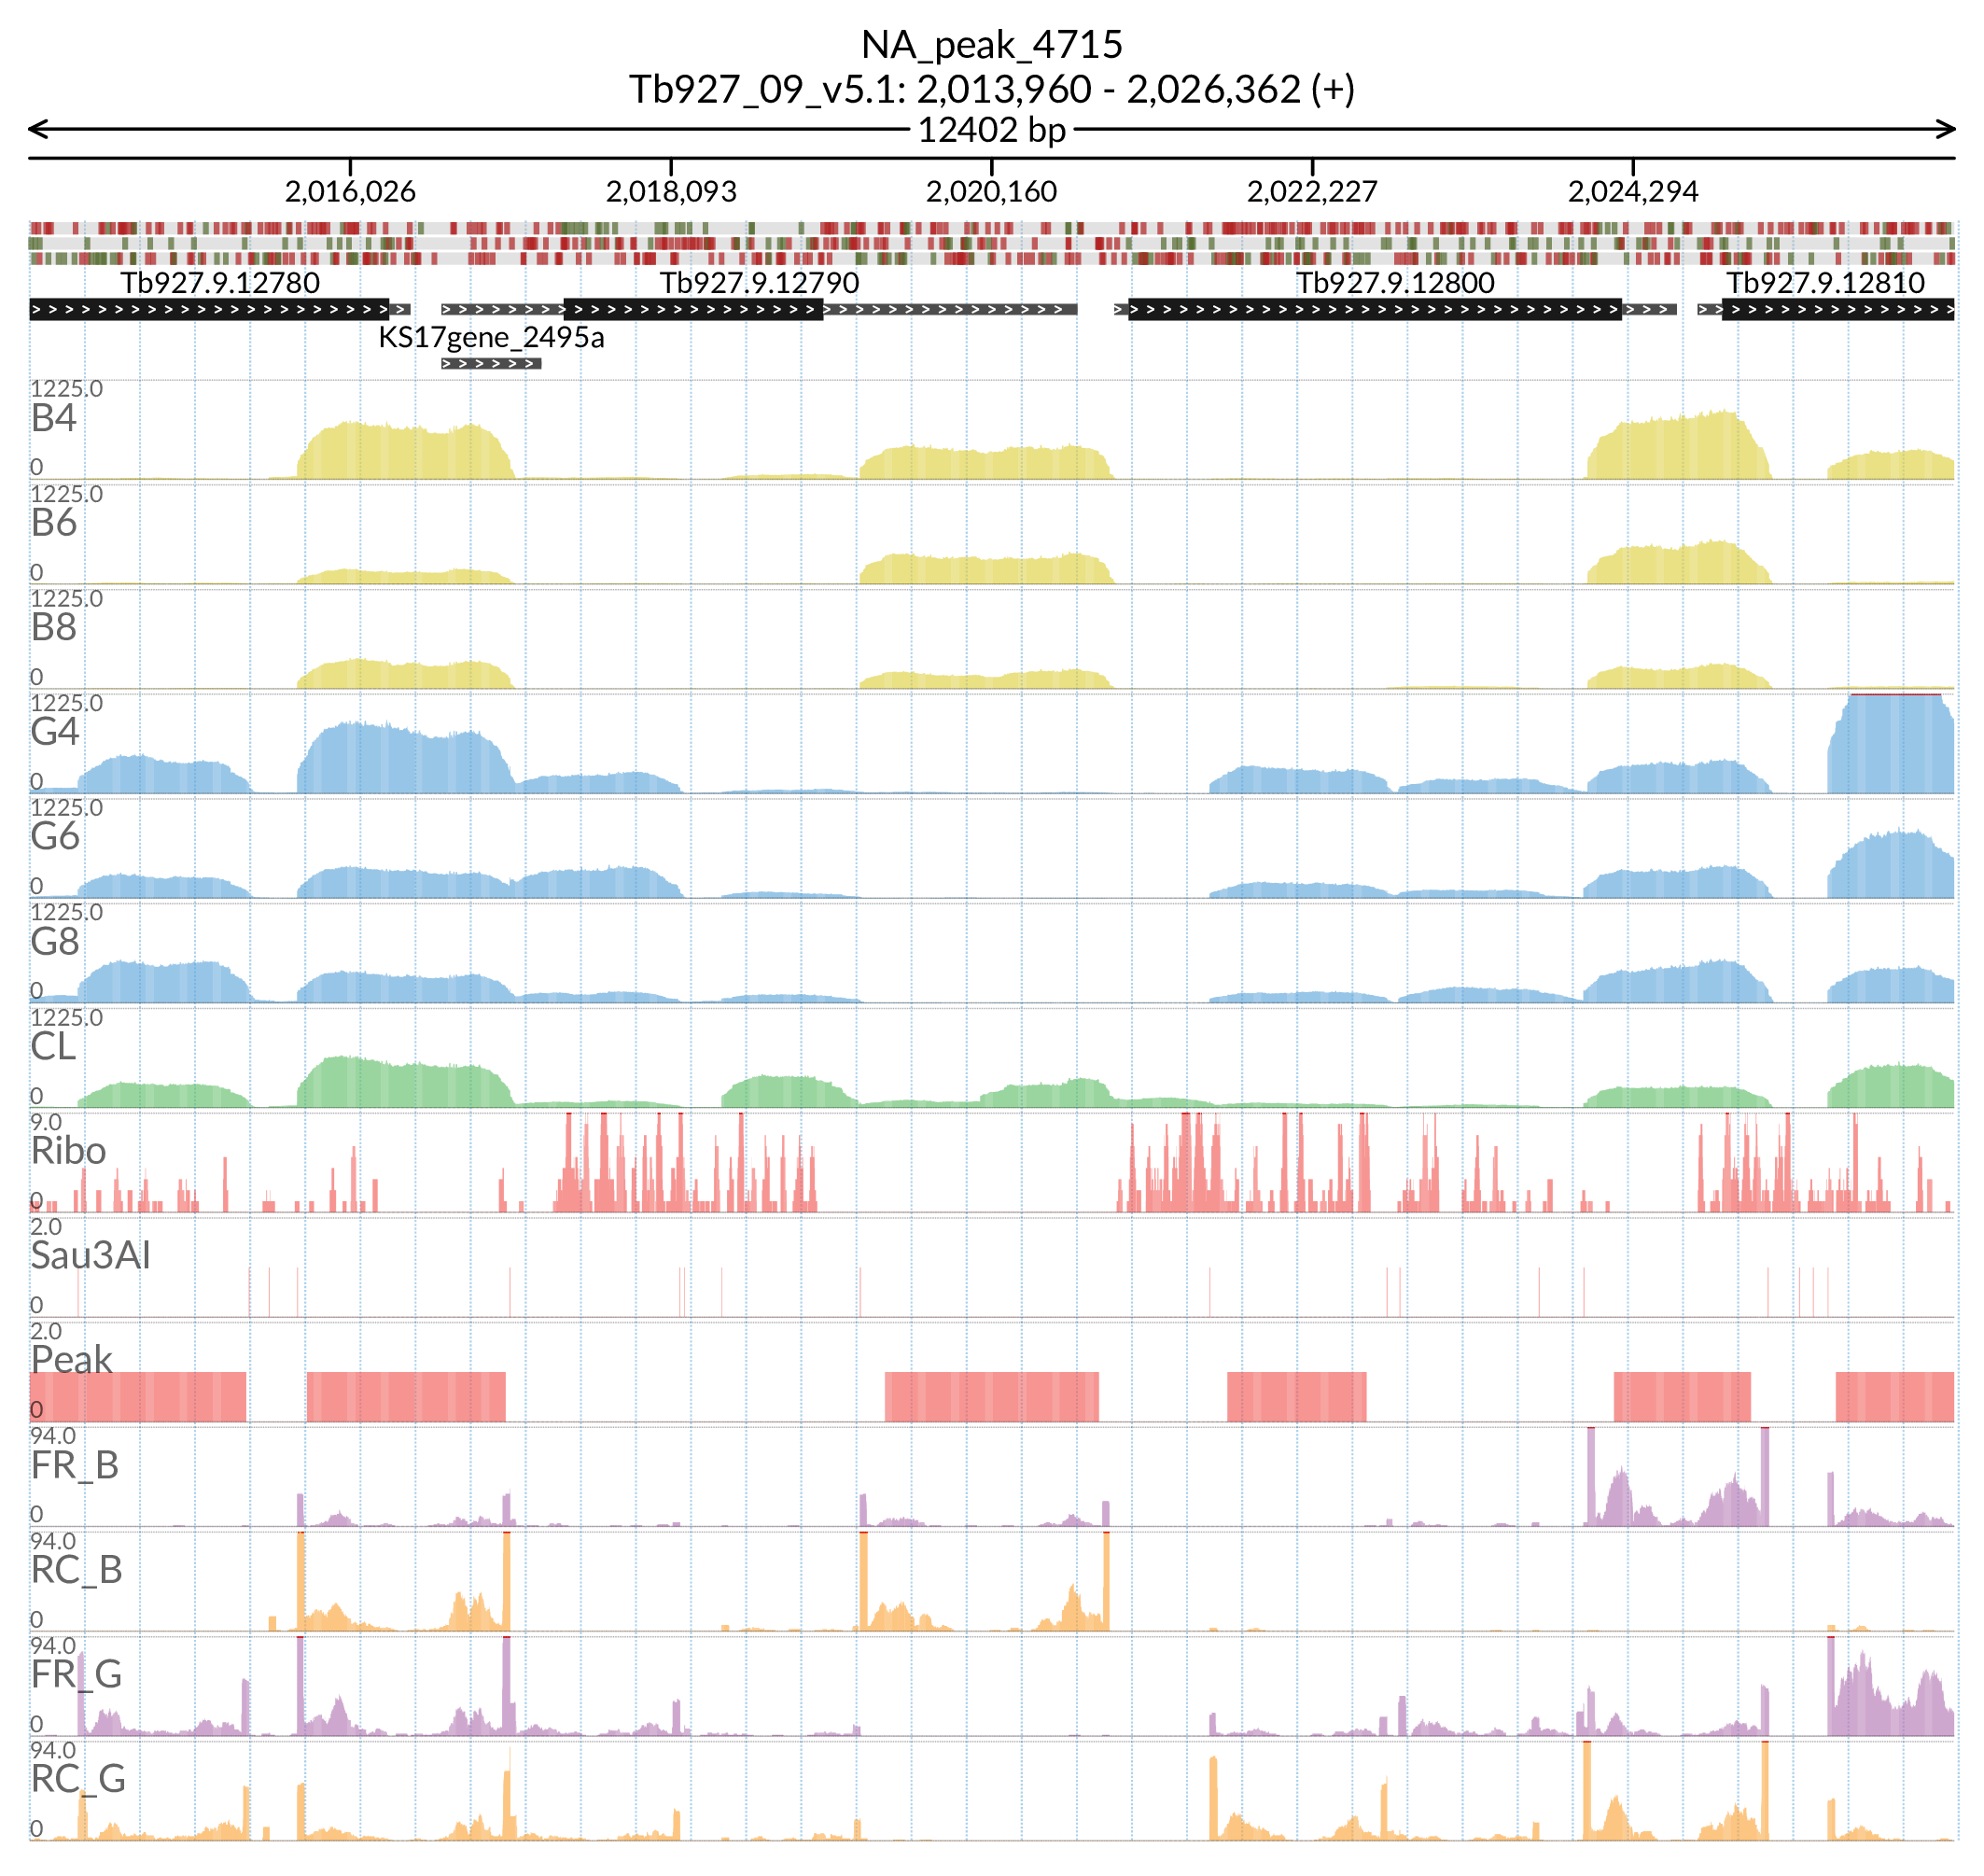 NA_peak_4715
Tb927_09_v5.1: 2,013,960 - 2,026,362 (+)
12402 bp
2,016,026 2,018,093 2,020,160 2,022,227 2,024,294
Tb927.9.12780 Tb927.9.12790 Tb927.9.12800 Tb927.9.12810
KS17gene_2495a
1225.0
B4
0
1225.0
B6
0
1225.0
B8
0
1225.0
G4
0
1225.0
G6
0
1225.0
G8
0
1225.0
CL
0
9.0
Ribo
0
2.0
Sau3AI
0
2.0
Peak
0
94.0
FR_B
0
94.0
RC_B
0
94.0
FR_G
0
94.0
RC_G
0